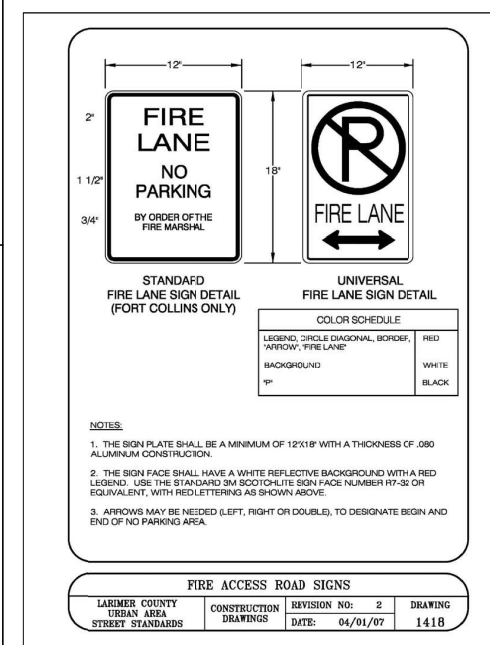 12"
12"
2"
1 1/2"
3/4"
18"
FIRE
LANE
NO
PARKING
BY ORDER OF THE
FIRE MARSHAL
P
FIRE LANE
STANDARD
FIRE LANE SIGN DETAIL
(FORT COLLINS ONLY)
UNIVERSAL
FIRE LANE SIGN DETAIL
COLOR SCHEDULE
LEGEND, CIRCLE DIAGONAL, BORDER, RED
"ARROW", "FIRE LANE"
BACKGROUND WHITE
"P" BLACK
NOTES:
1. THE SIGN PLATE SHALL BE A MINIMUM OF 12"X18" WITH A THICKNESS OF .080
ALUMINUM CONSTRUCTION.
2. THE SIGN FACE SHALL HAVE A WHITE REFLECTIVE BACKGROUND WITH A RED
LEGEND. USE THE STANDARD 3M SCOTCHLITE SIGN FACE NUMBER R7-32 OR
EQUIVALENT, WITH RED LETTERING AS SHOWN ABOVE.
3. ARROWS MAY BE NEEDED (LEFT, RIGHT OR DOUBLE), TO DESIGNATE BEGIN AND
END OF NO PARKING AREA.
FIRE ACCESS ROAD SIGNS
LARIMER COUNTY
URBAN AREA
STREET STANDARDS
CONSTRUCTION
DRAWINGS
REVISION NO: 2
DATE: 04/01/07
DRAWING
1418